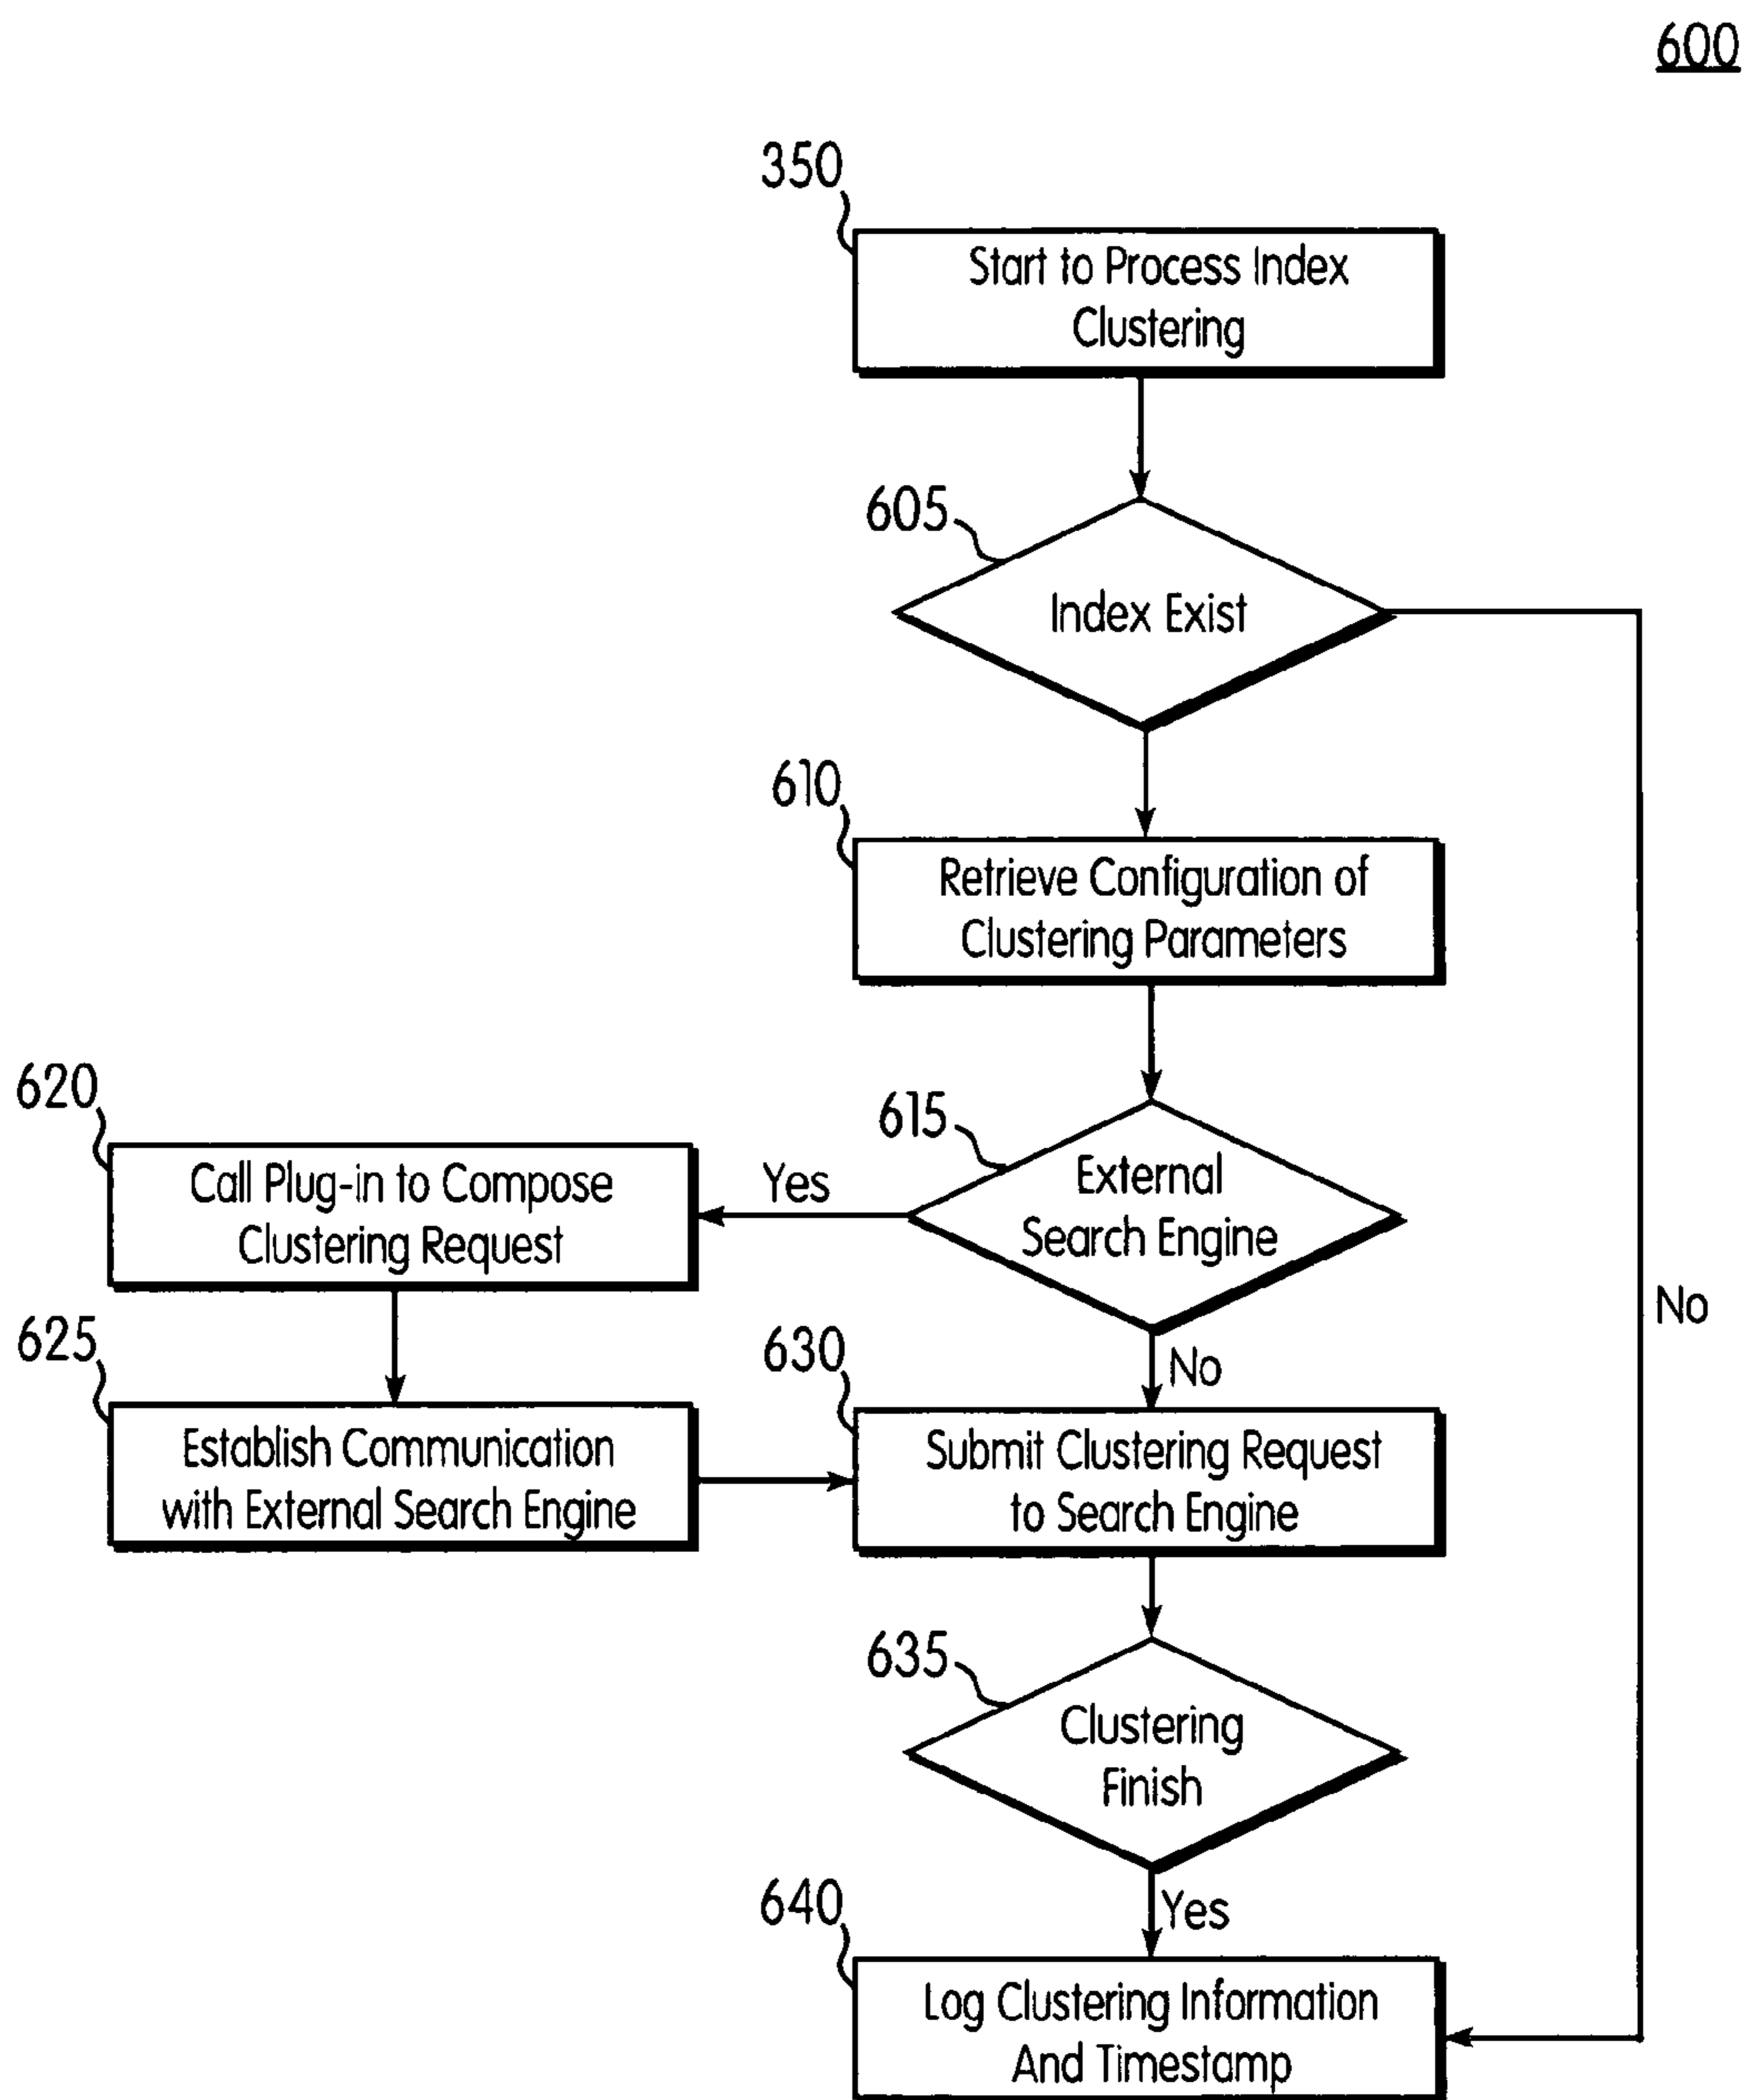 600
350
Start to Process Index
Clustering
605
Index Exist
610
Retrieve Configuration of
Clustering Parameters
620
615
Call Plug-in to Compose
Clustering Request
Yes
External
Search Engine
No
625
630
No
Establish Communication
with External Search Engine
Submit Clustering Request
to Search Engine
635
Clustering
Finish
640
Yes
Log Clustering Information
And Timestamp